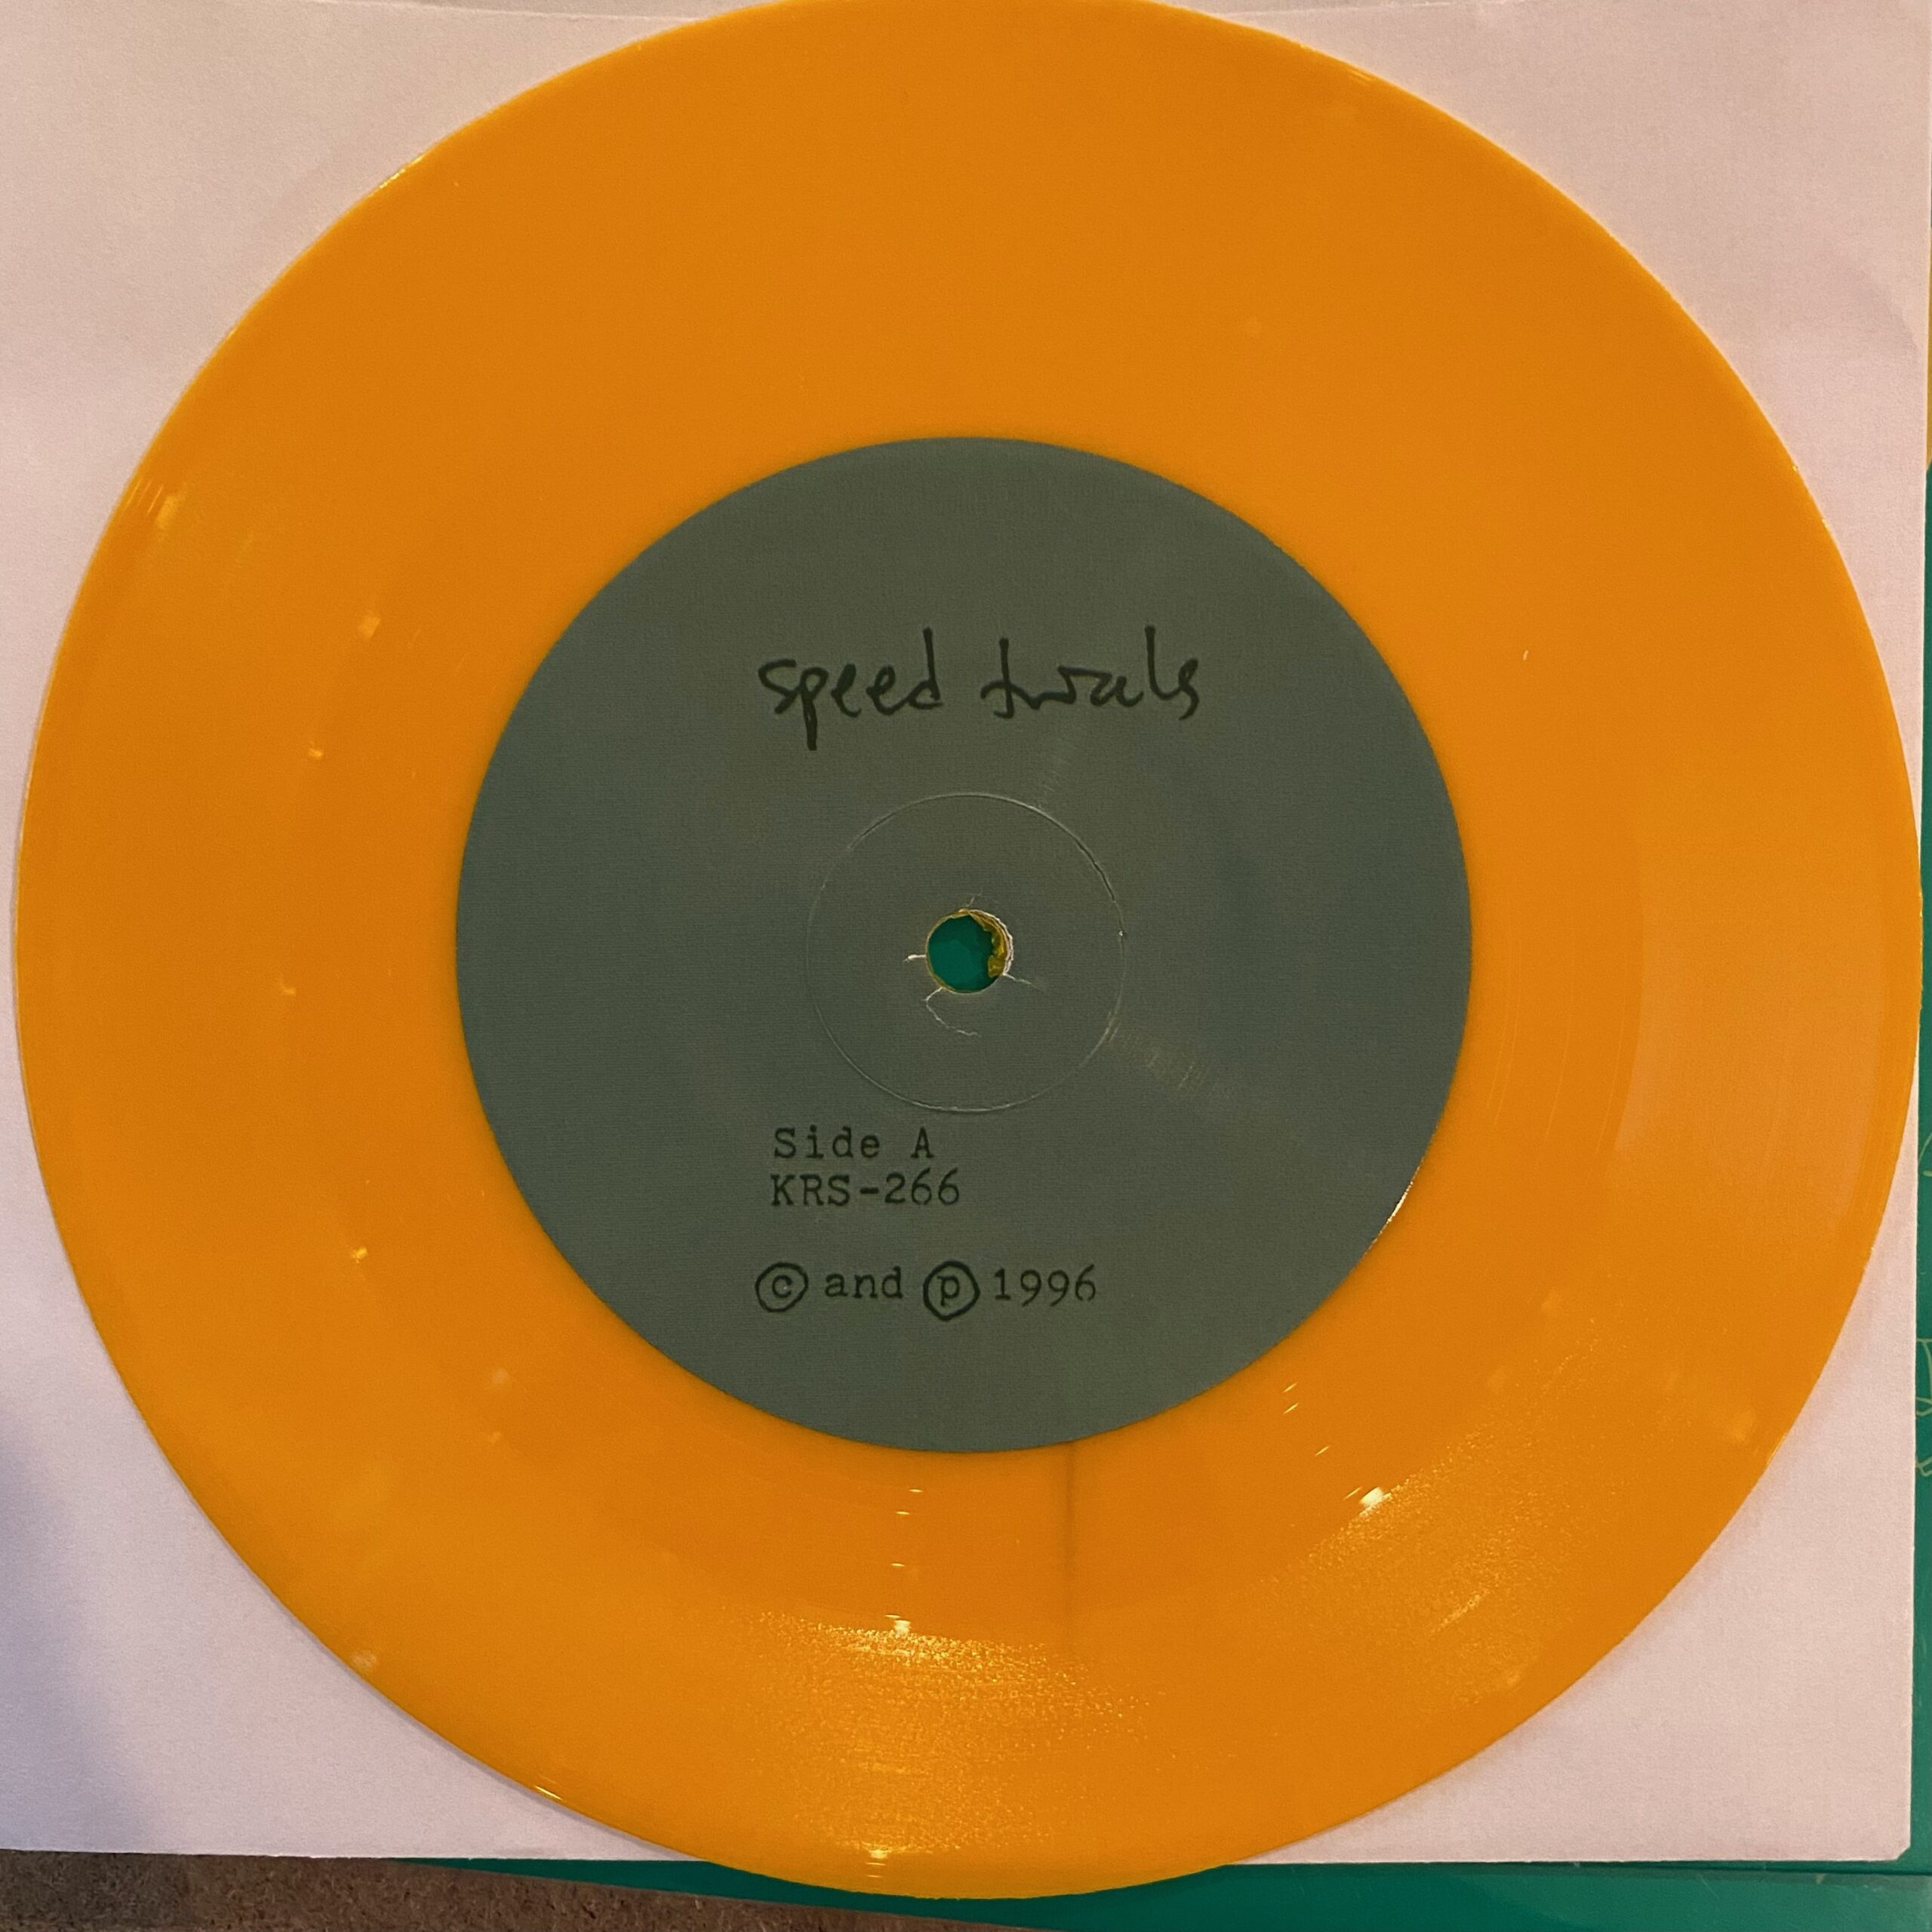 speed trials
Side A
KRS-266
© and ℗ 1996